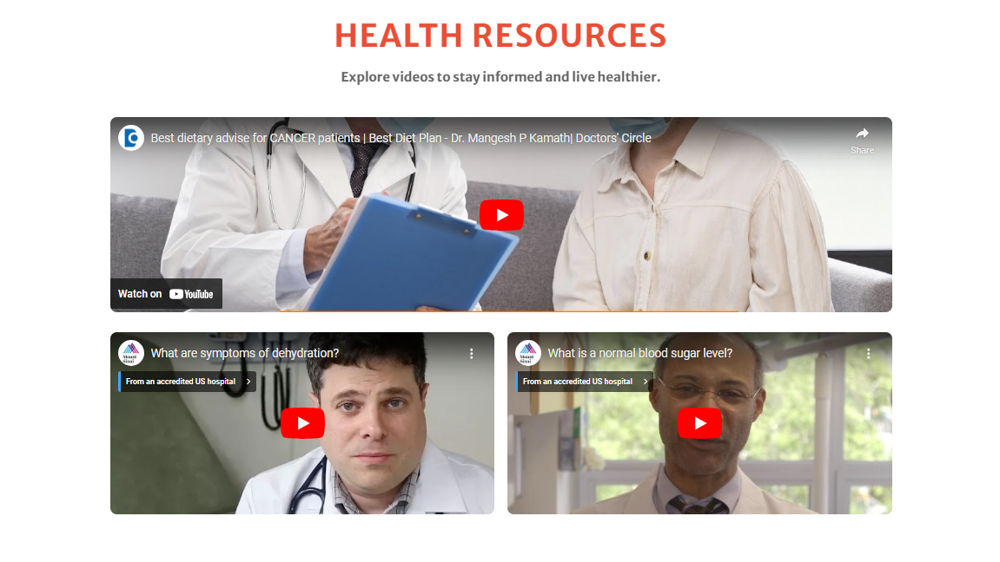 HEALTH RESOURCES
Explore videos to stay informed and live healthier.
Best dietary advise for CANCER patients | Best Diet Plan - Dr. Mangesh P Kamath| Doctors' Circle
Share
Watch on YouTube
Mount Sinai
What are symptoms of dehydration?
From an accredited US hospital
Mount Sinai
What is a normal blood sugar level?
From an accredited US hospital